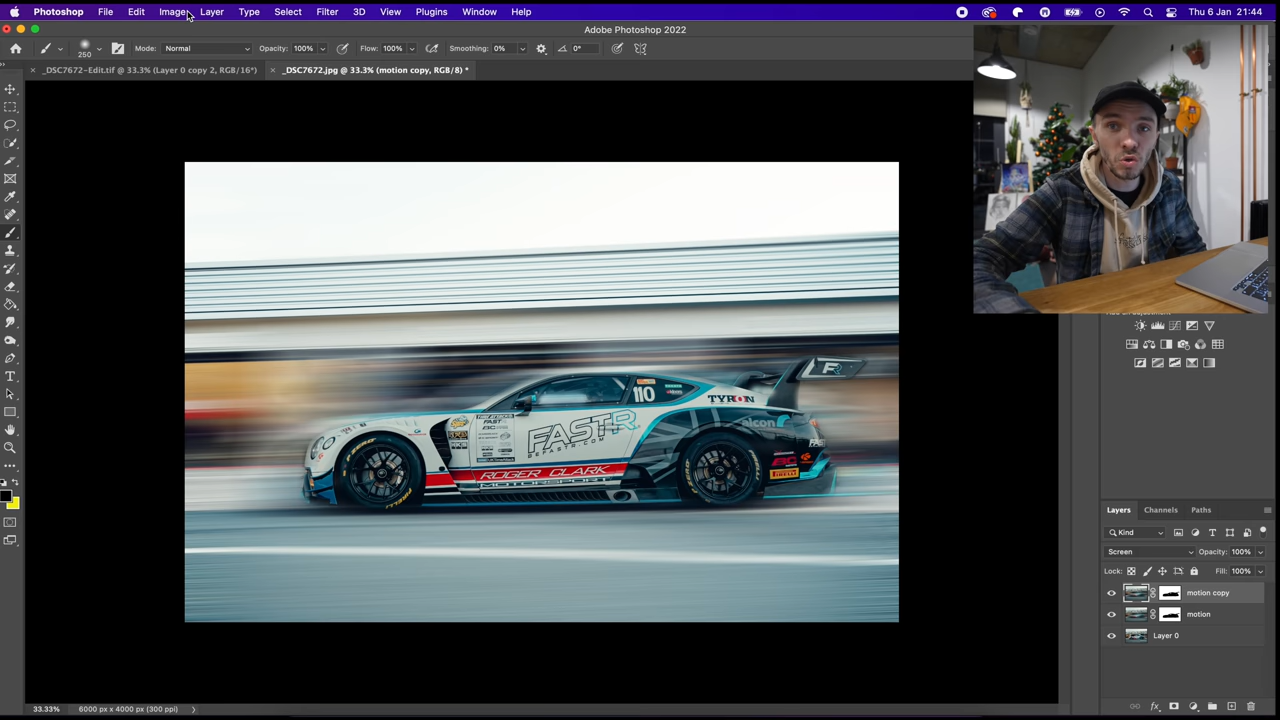 Photoshop File Edit Image Layer Type Select Filter 3D View Plugins Window Help Thu 6 Jan 21:44
Adobe Photoshop 2022
250 Mode: Normal Opacity: 100% Flow: 100% Smoothing: 0% 0°
_DSC7672-Edit.tif @ 33.3% (Layer 0 copy 2, RGB/16*) _DSC7672.jpg @ 33.3% (motion copy, RGB/8) *
110
TYRON
FASTR
DEFASTR.COM
alcon
ROGER CLARK
MOTORSPORT
PIRELLI
Layers Channels Paths
Kind
Screen Opacity: 100%
Lock: Fill: 100%
motion copy
motion
Layer 0
33.33% 6000 px x 4000 px (300 ppi)